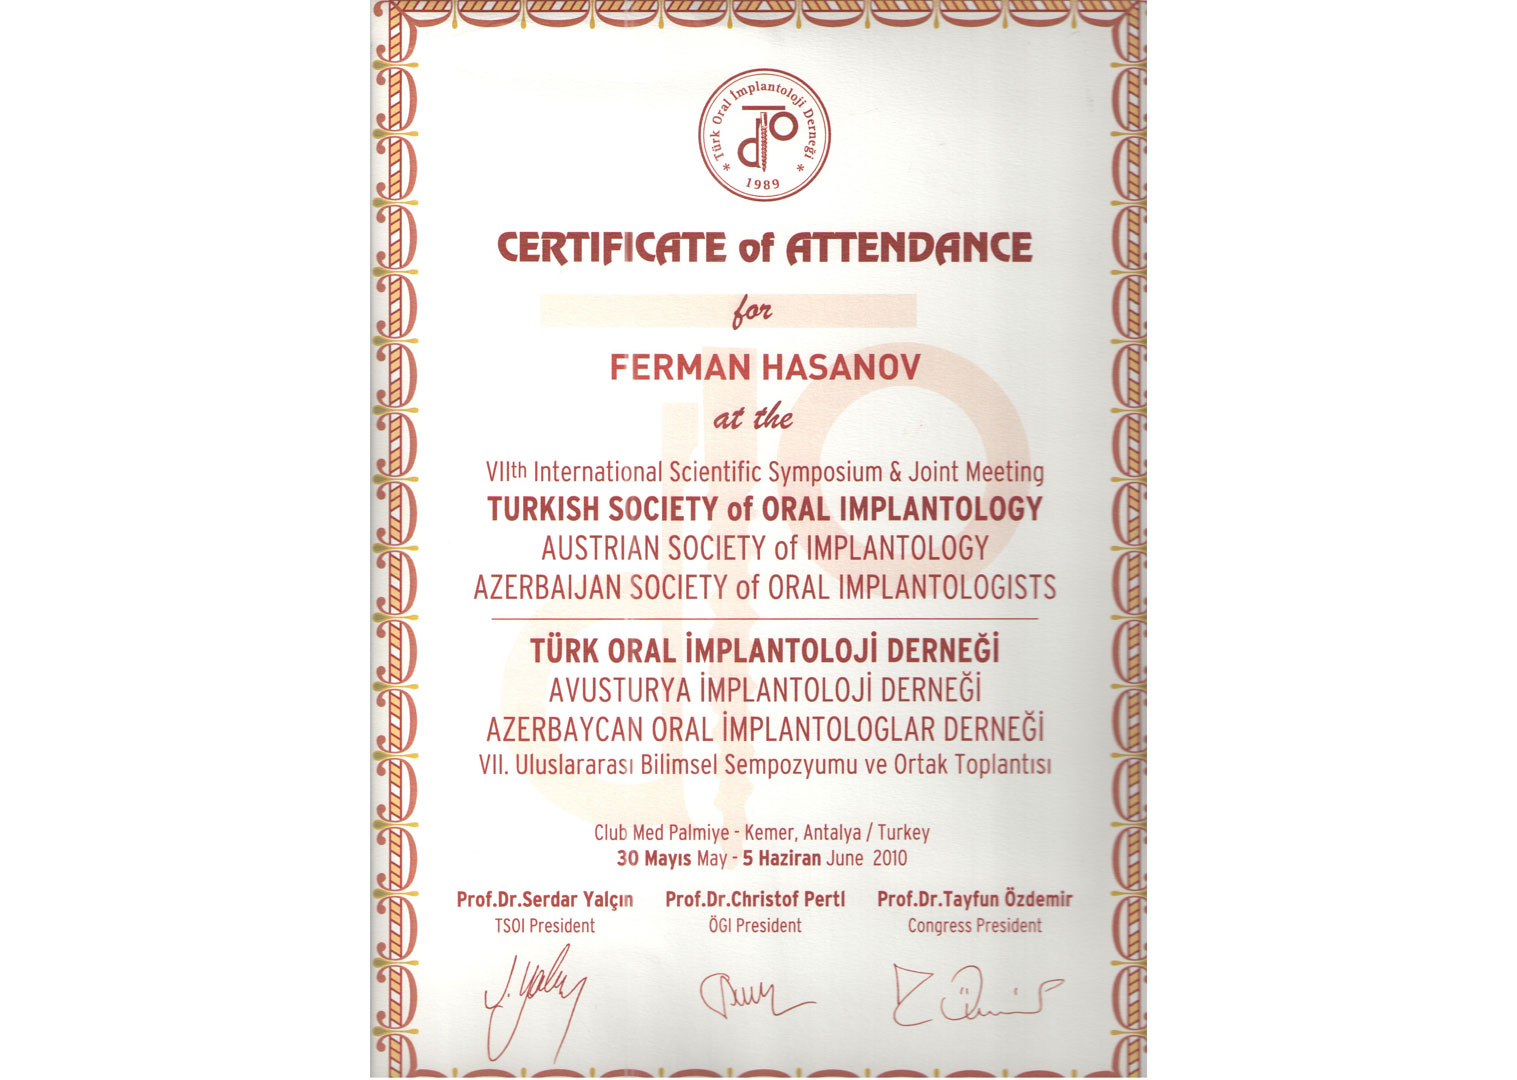 * Türk Oral İmplantoloji Derneği *
1989
CERTIFICATE of ATTENDANCE
for
FERMAN HASANOV
at the
VIIth International Scientific Symposium & Joint Meeting
TURKISH SOCIETY of ORAL IMPLANTOLOGY
AUSTRIAN SOCIETY of IMPLANTOLOGY
AZERBAIJAN SOCIETY of ORAL IMPLANTOLOGISTS
TÜRK ORAL İMPLANTOLOJİ DERNEĞİ
AVUSTURYA İMPLANTOLOJİ DERNEĞİ
AZERBAYCAN ORAL İMPLANTOLOGLAR DERNEĞİ
VII. Uluslararası Bilimsel Sempozyumu ve Ortak Toplantısı
Club Med Palmiye - Kemer, Antalya / Turkey
30 Mayıs May - 5 Haziran June 2010
Prof.Dr.Serdar Yalçın Prof.Dr.Christof Pertl Prof.Dr.Tayfun Özdemir
TSOI President ÖGI President Congress President